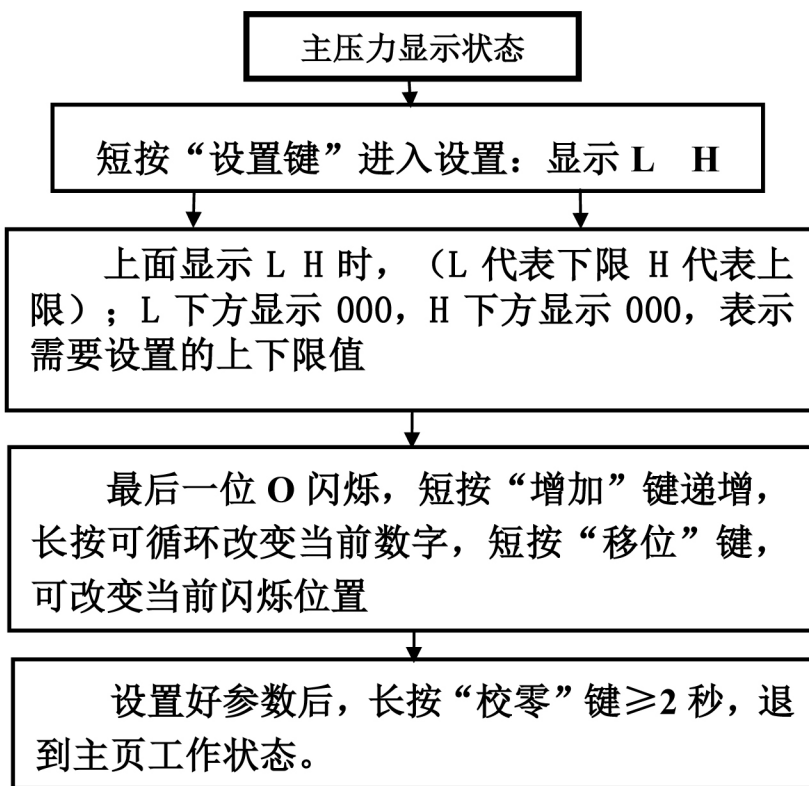 主压力显示状态
短按“设置键”进入设置：显示 L H
上面显示 L H 时，（L 代表下限 H 代表上
限）；L 下方显示 000，H 下方显示 000，表示
需要设置的上下限值
最后一位 O 闪烁，短按“增加”键递增，
长按可循环改变当前数字，短按“移位”键，
可改变当前闪烁位置
设置好参数后，长按“校零”键≥2 秒，退
到主页工作状态。